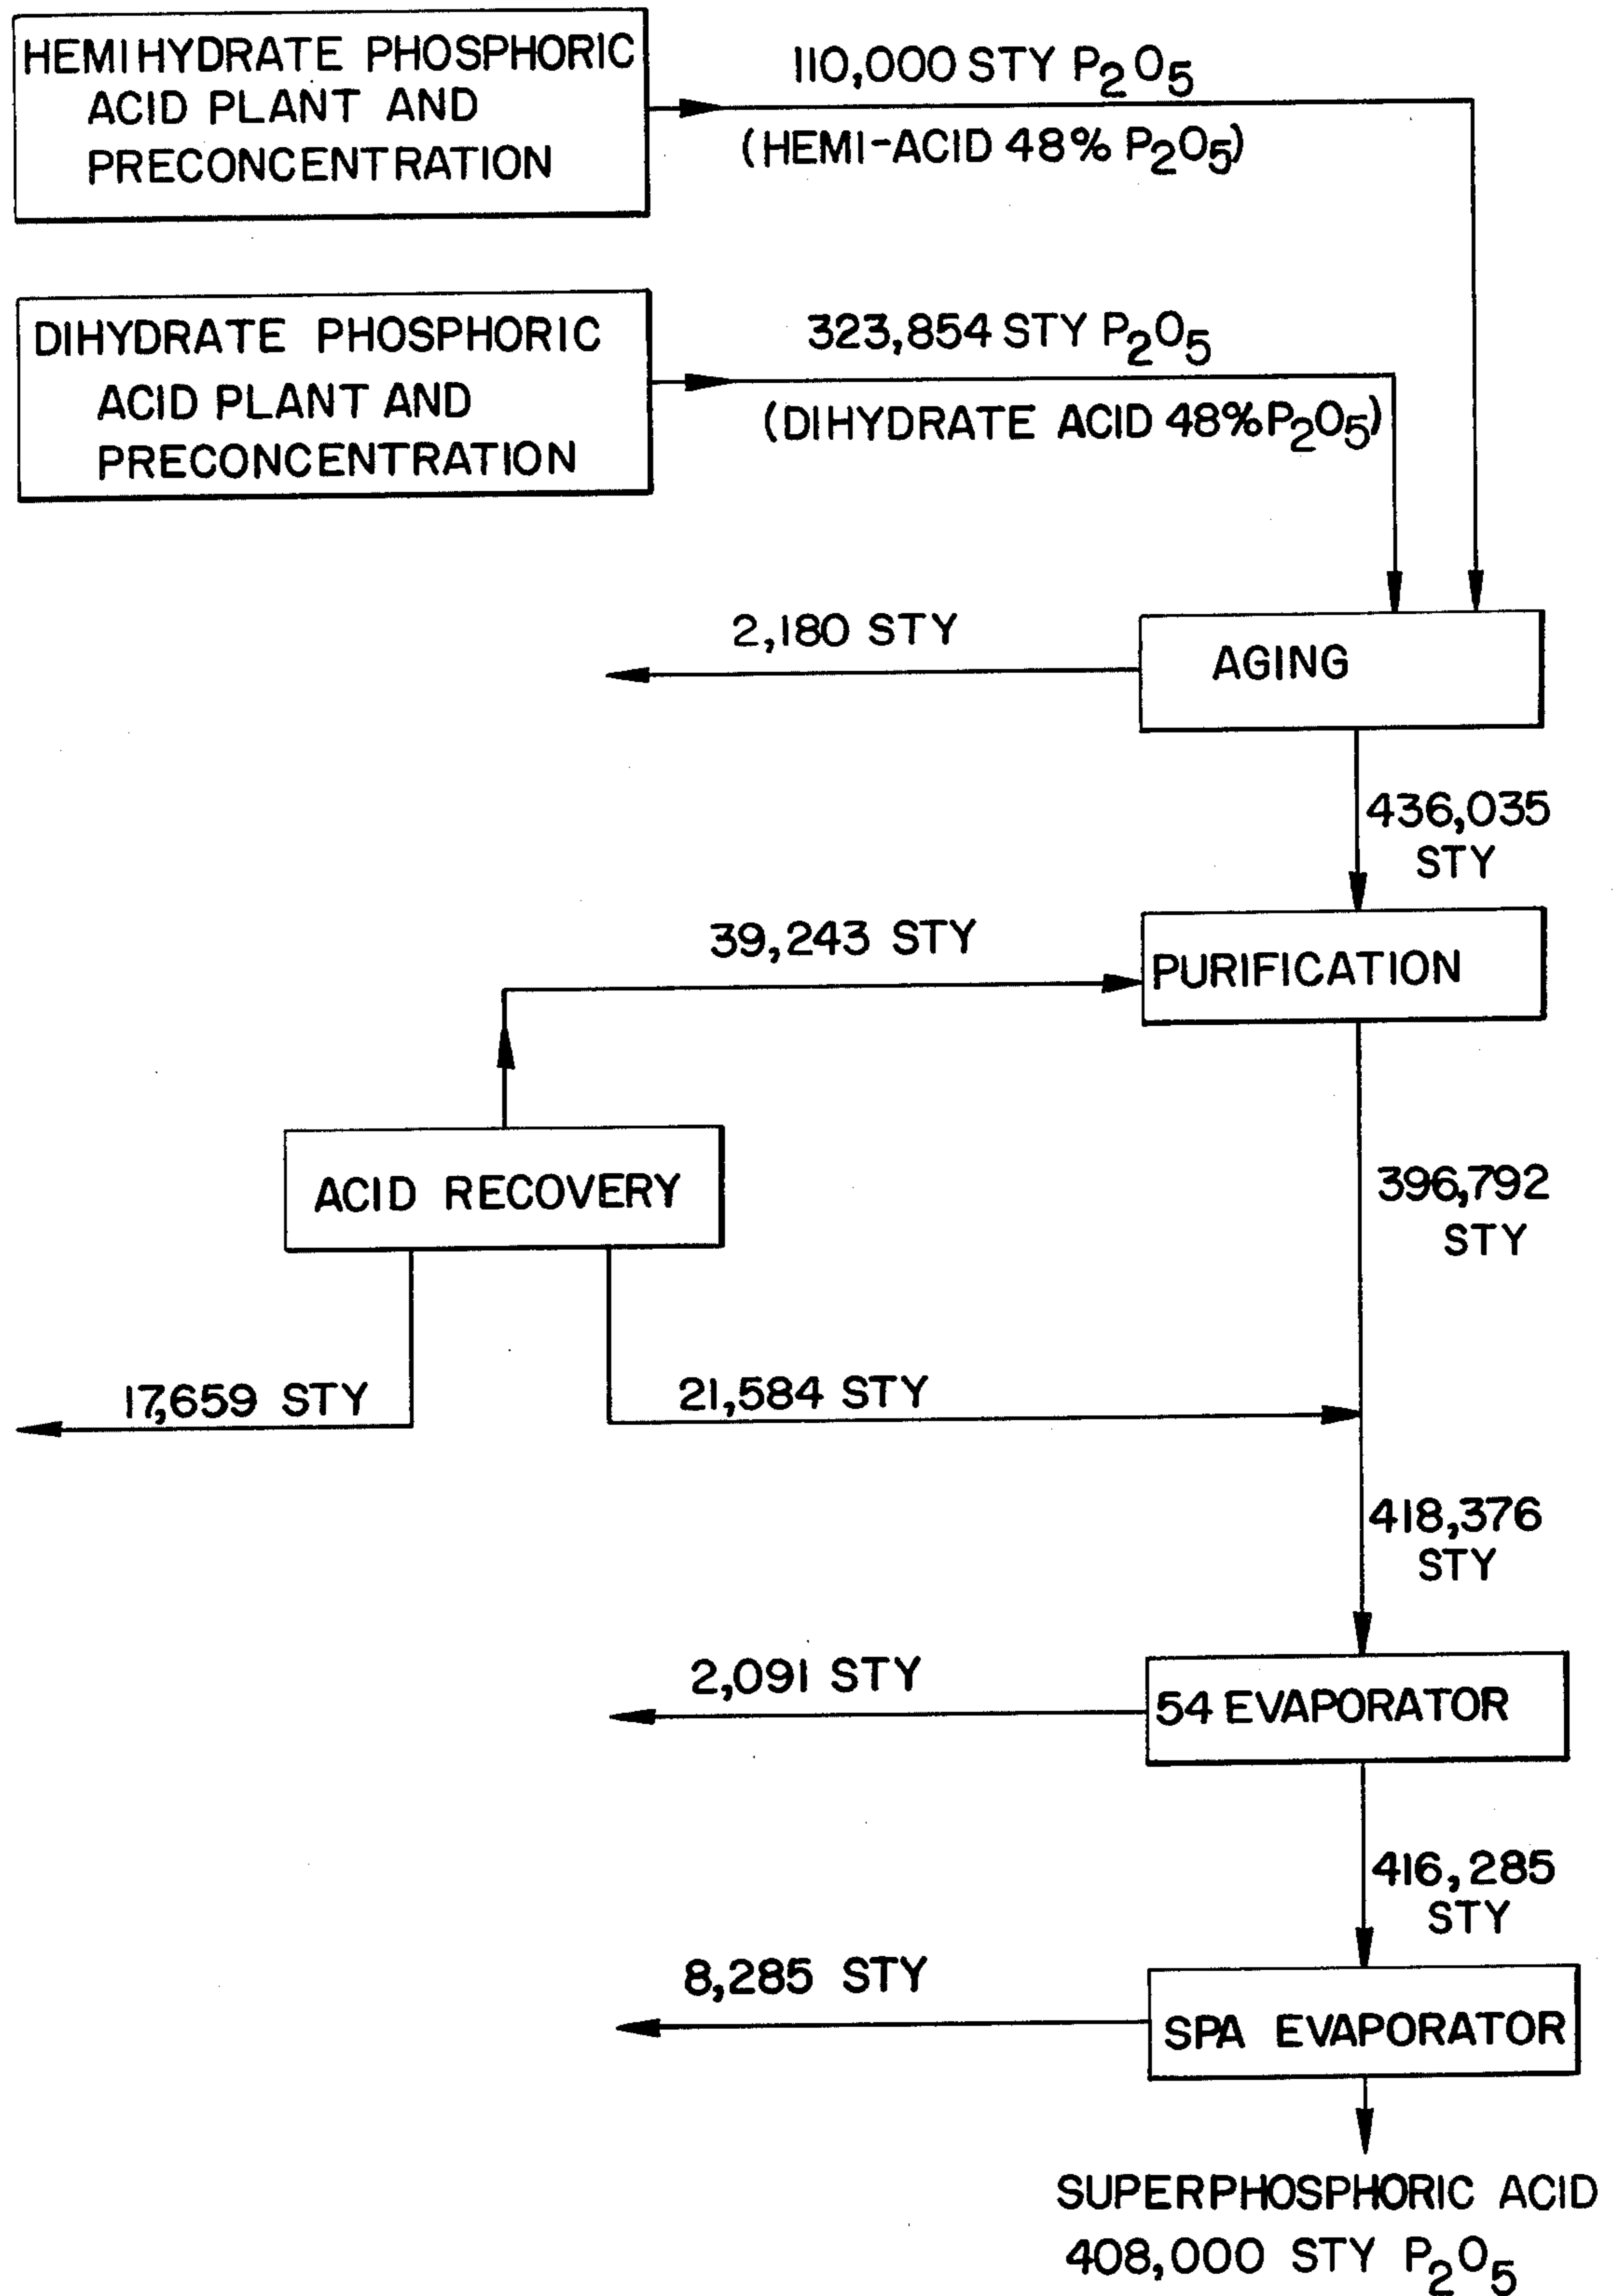 HEMIHYDRATE PHOSPHORIC
ACID PLANT AND
PRECONCENTRATION
110,000 STY P₂O₅
(HEMI-ACID 48% P₂O₅)
DIHYDRATE PHOSPHORIC
ACID PLANT AND
PRECONCENTRATION
323,854 STY P₂O₅
(DIHYDRATE ACID 48% P₂O₅)
2,180 STY
AGING
436,035
STY
39,243 STY
PURIFICATION
ACID RECOVERY
396,792
STY
17,659 STY
21,584 STY
418,376
STY
2,091 STY
54 EVAPORATOR
416,285
STY
8,285 STY
SPA EVAPORATOR
SUPERPHOSPHORIC ACID
408,000 STY P₂O₅